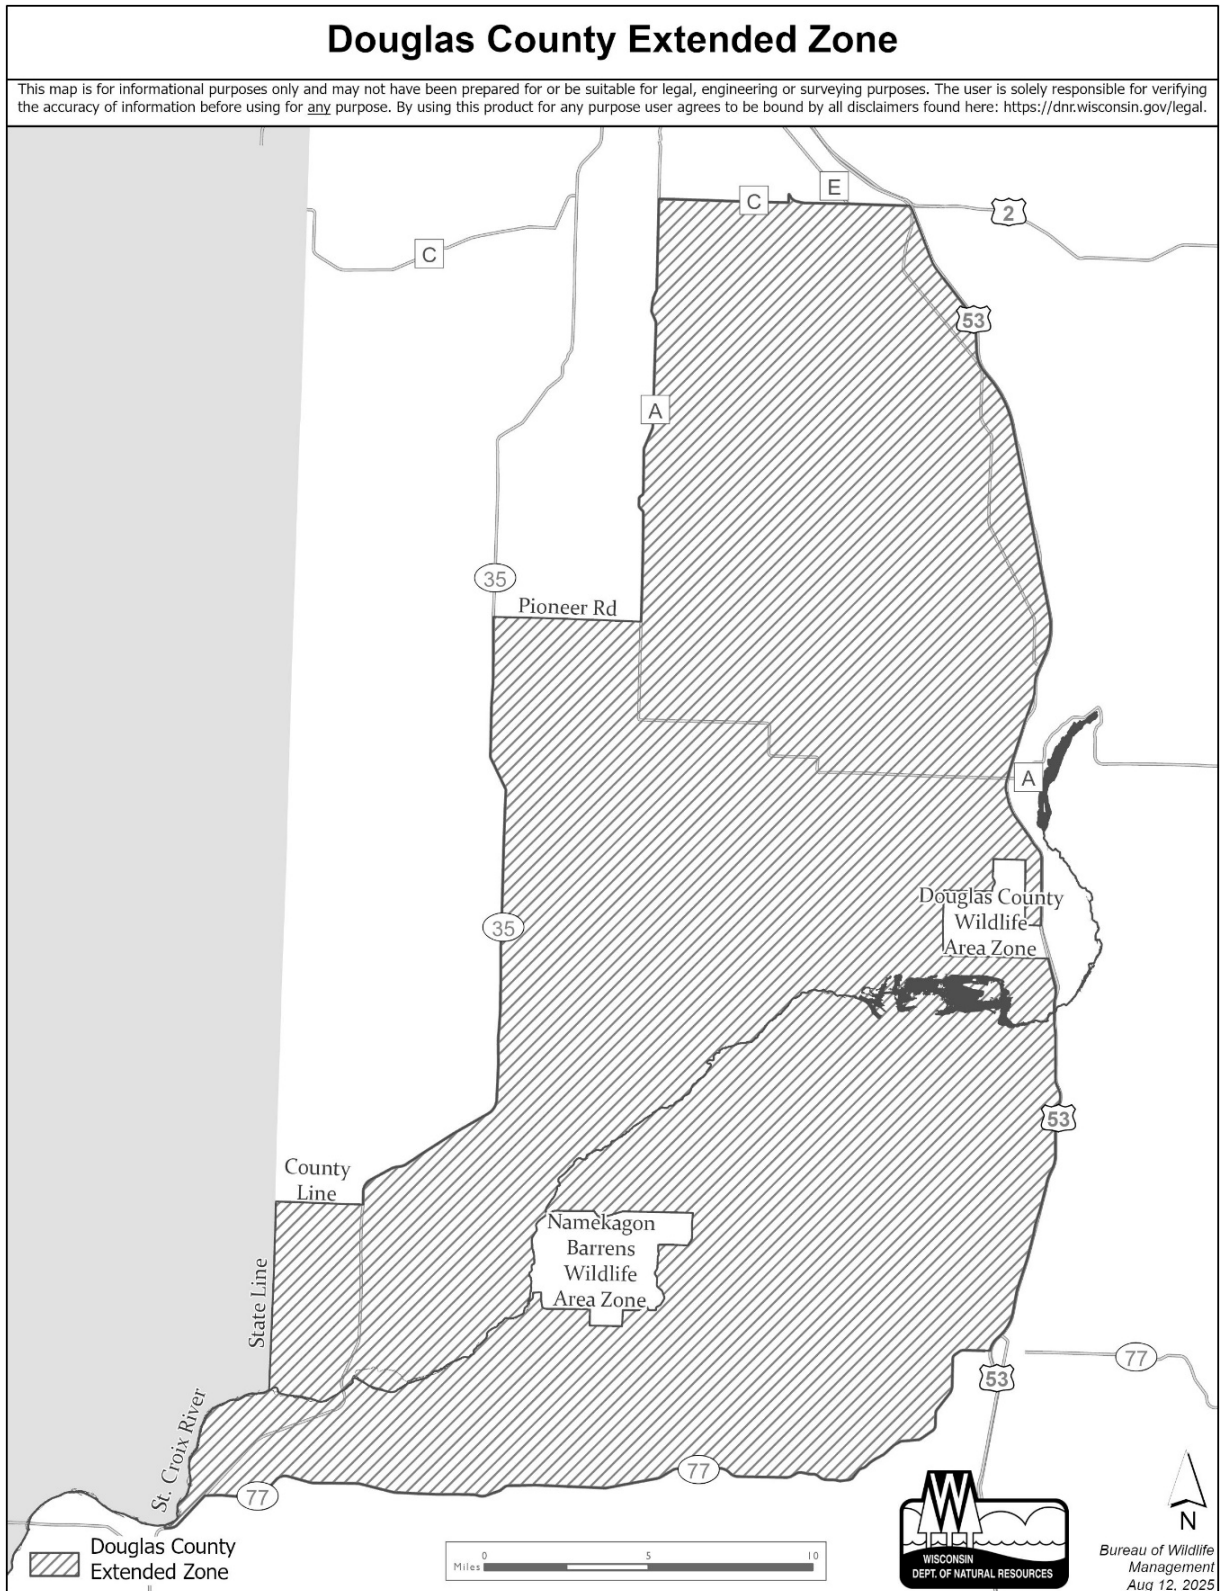 Douglas County Extended Zone
This map is for informational purposes only and may not have been prepared for or be suitable for legal, engineering or surveying purposes. The user is solely responsible for verifying
the accuracy of information before using for any purpose. By using this product for any purpose user agrees to be bound by all disclaimers found here: https://dnr.wisconsin.gov/legal.
E
C
2
C
53
A
35
Pioneer Rd
A
35
Douglas County
Wildlife
Area Zone
53
County
Line
Namekagon
Barrens
Wildlife
Area Zone
State Line
77
53
St. Croix River
77
77
N
Douglas County
Extended Zone
Miles
0
5
10
W
WISCONSIN
DEPT. OF NATURAL RESOURCES
Bureau of Wildlife
Management
Aug 12, 2025